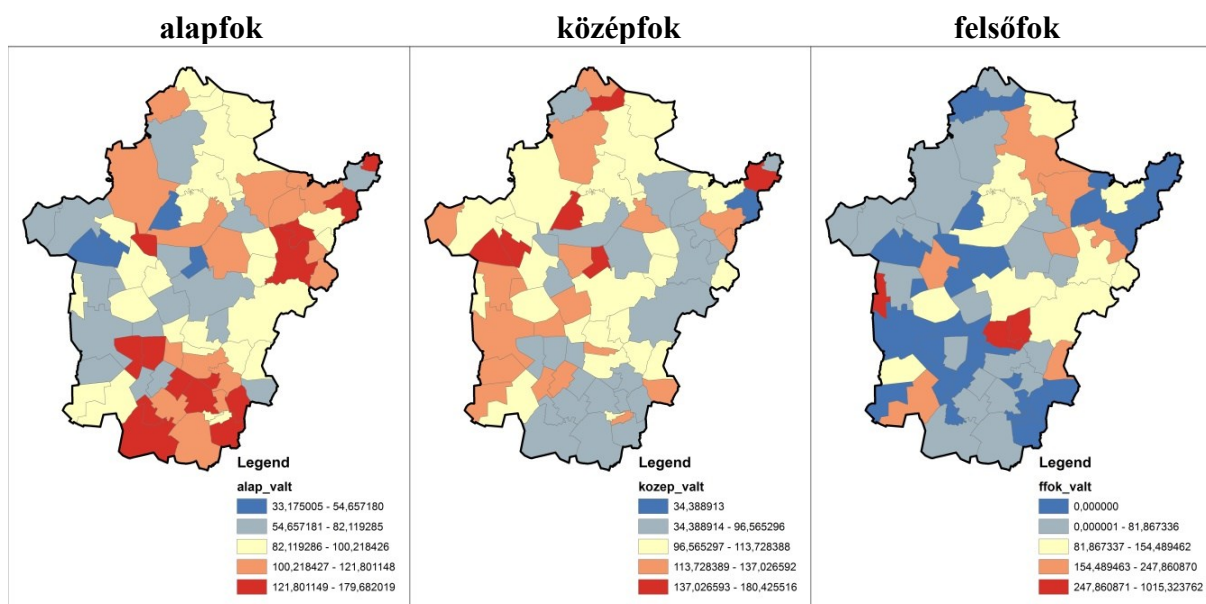 alapfok
középfok
felsőfok
Legend
alap_valt
33,175005 - 54,657180
54,657181 - 82,119285
82,119286 - 100,218426
100,218427 - 121,801148
121,801149 - 179,682019
Legend
kozep_valt
34,388913
34,388914 - 96,565296
96,565297 - 113,728388
113,728389 - 137,026592
137,026593 - 180,425516
Legend
ffok_valt
0,000000
0,000001 - 81,867336
81,867337 - 154,489462
154,489463 - 247,860870
247,860871 - 1015,323762